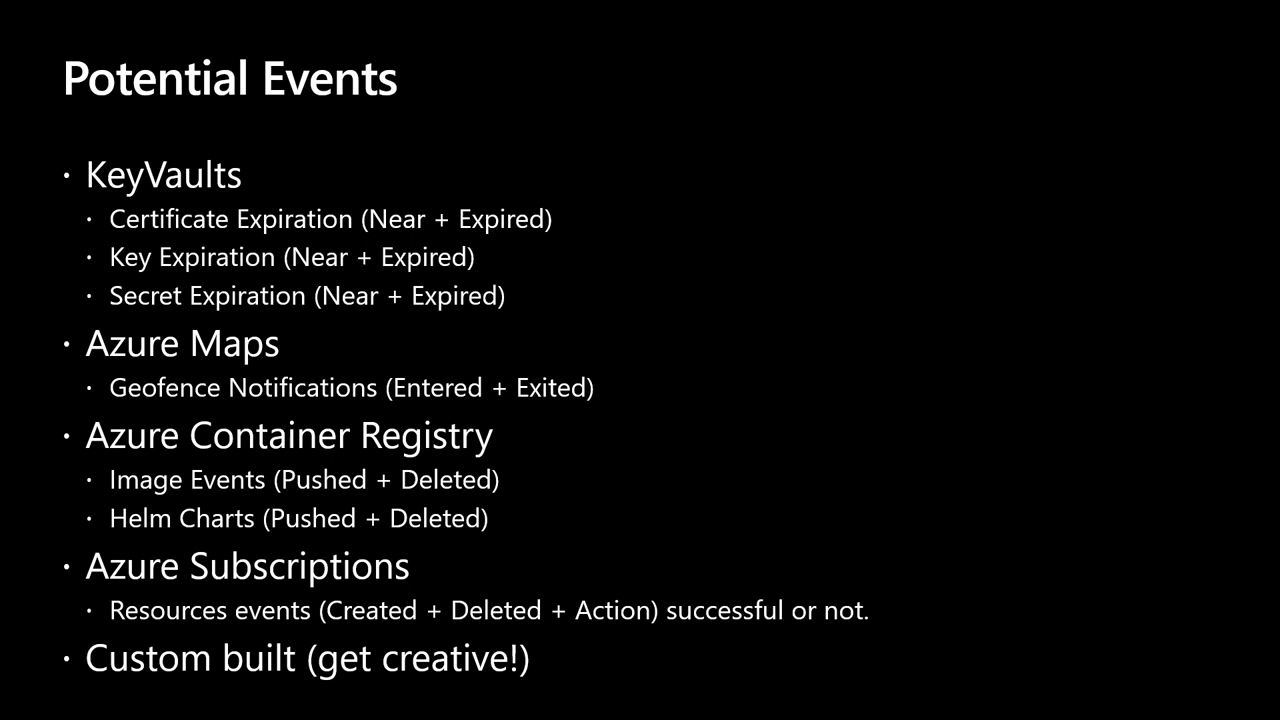 Potential Events
· KeyVaults
· Certificate Expiration (Near + Expired)
· Key Expiration (Near + Expired)
· Secret Expiration (Near + Expired)
· Azure Maps
· Geofence Notifications (Entered + Exited)
· Azure Container Registry
· Image Events (Pushed + Deleted)
· Helm Charts (Pushed + Deleted)
· Azure Subscriptions
· Resources events (Created + Deleted + Action) successful or not.
· Custom built (get creative!)